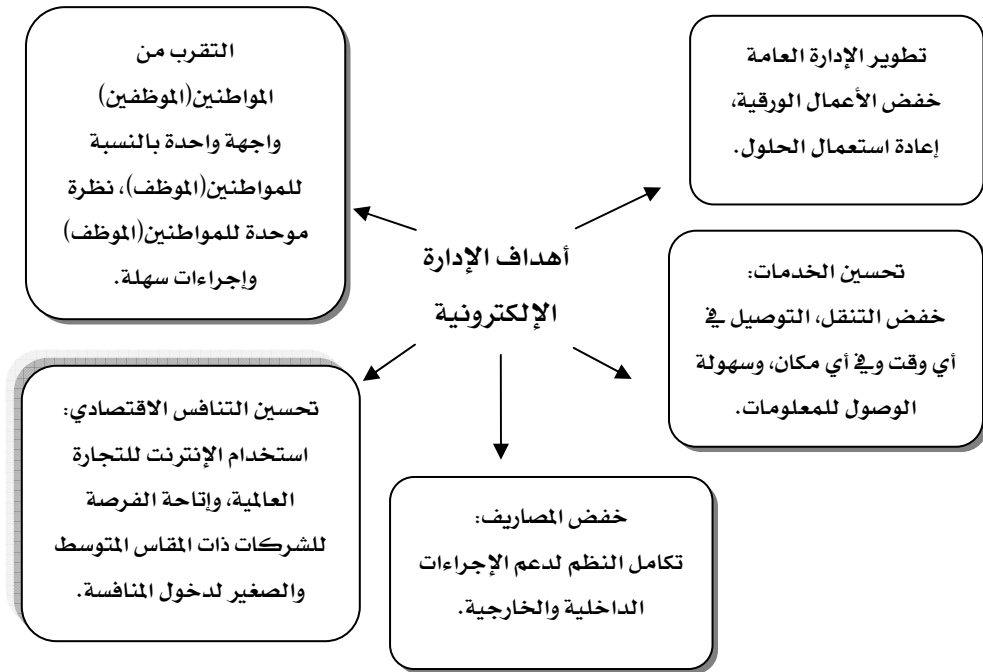 تطوير الإدارة العامة
خفض الأعمال الورقية،
إعادة استعمال الحلول.
التقرب من
المواطنين(الموظفين)
واجهة واحدة بالنسبة
للمواطنين(الموظف)، نظرة
موحدة للمواطنين(الموظف)
وإجراءات سهلة.
أهداف الإدارة
الإلكترونية
تحسين الخدمات:
خفض التنقل، التوصيل في
أي وقت وفي أي مكان، وسهولة
الوصول للمعلومات.
تحسين التنافس الاقتصادي:
استخدام الإنترنت للتجارة
العالمية، وإتاحة الفرصة
للشركات ذات المقاس المتوسط
والصغير لدخول المنافسة.
خفض المصاريف:
تكامل النظم لدعم الإجراءات
الداخلية والخارجية.